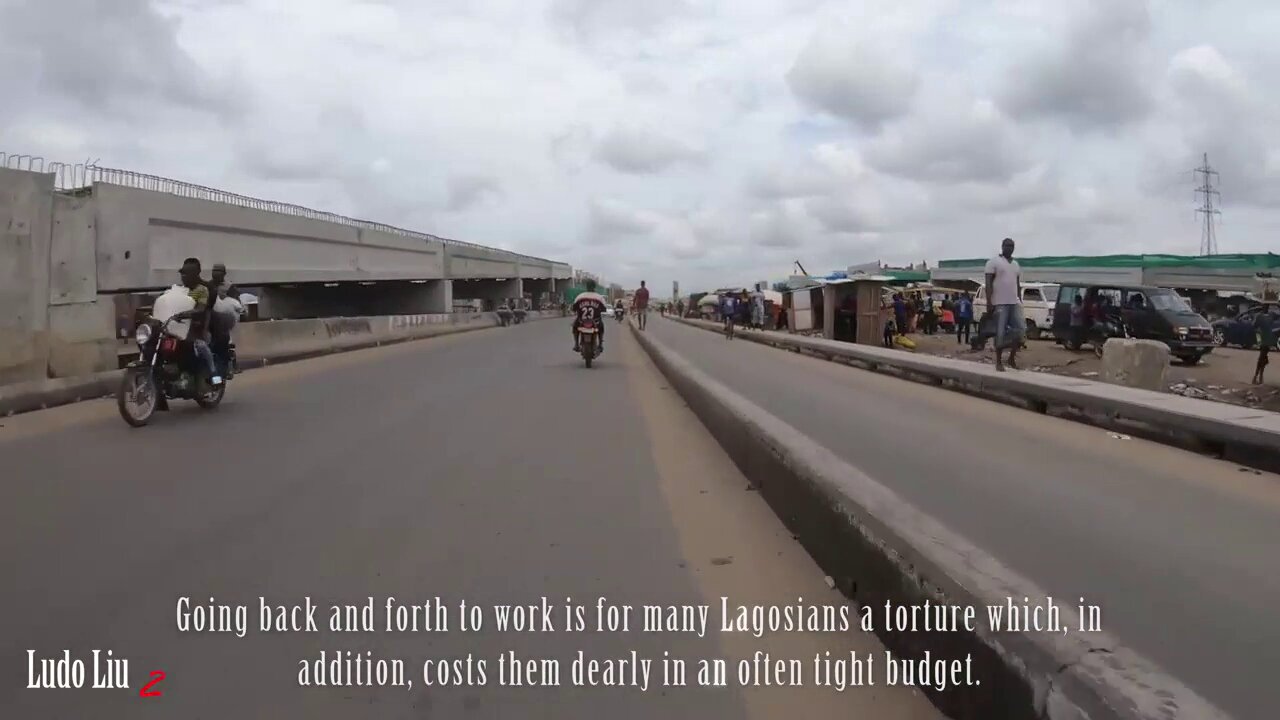 23
Going back and forth to work is for many Lagosians a torture which, in
addition, costs them dearly in an often tight budget.
Ludo Liu 2